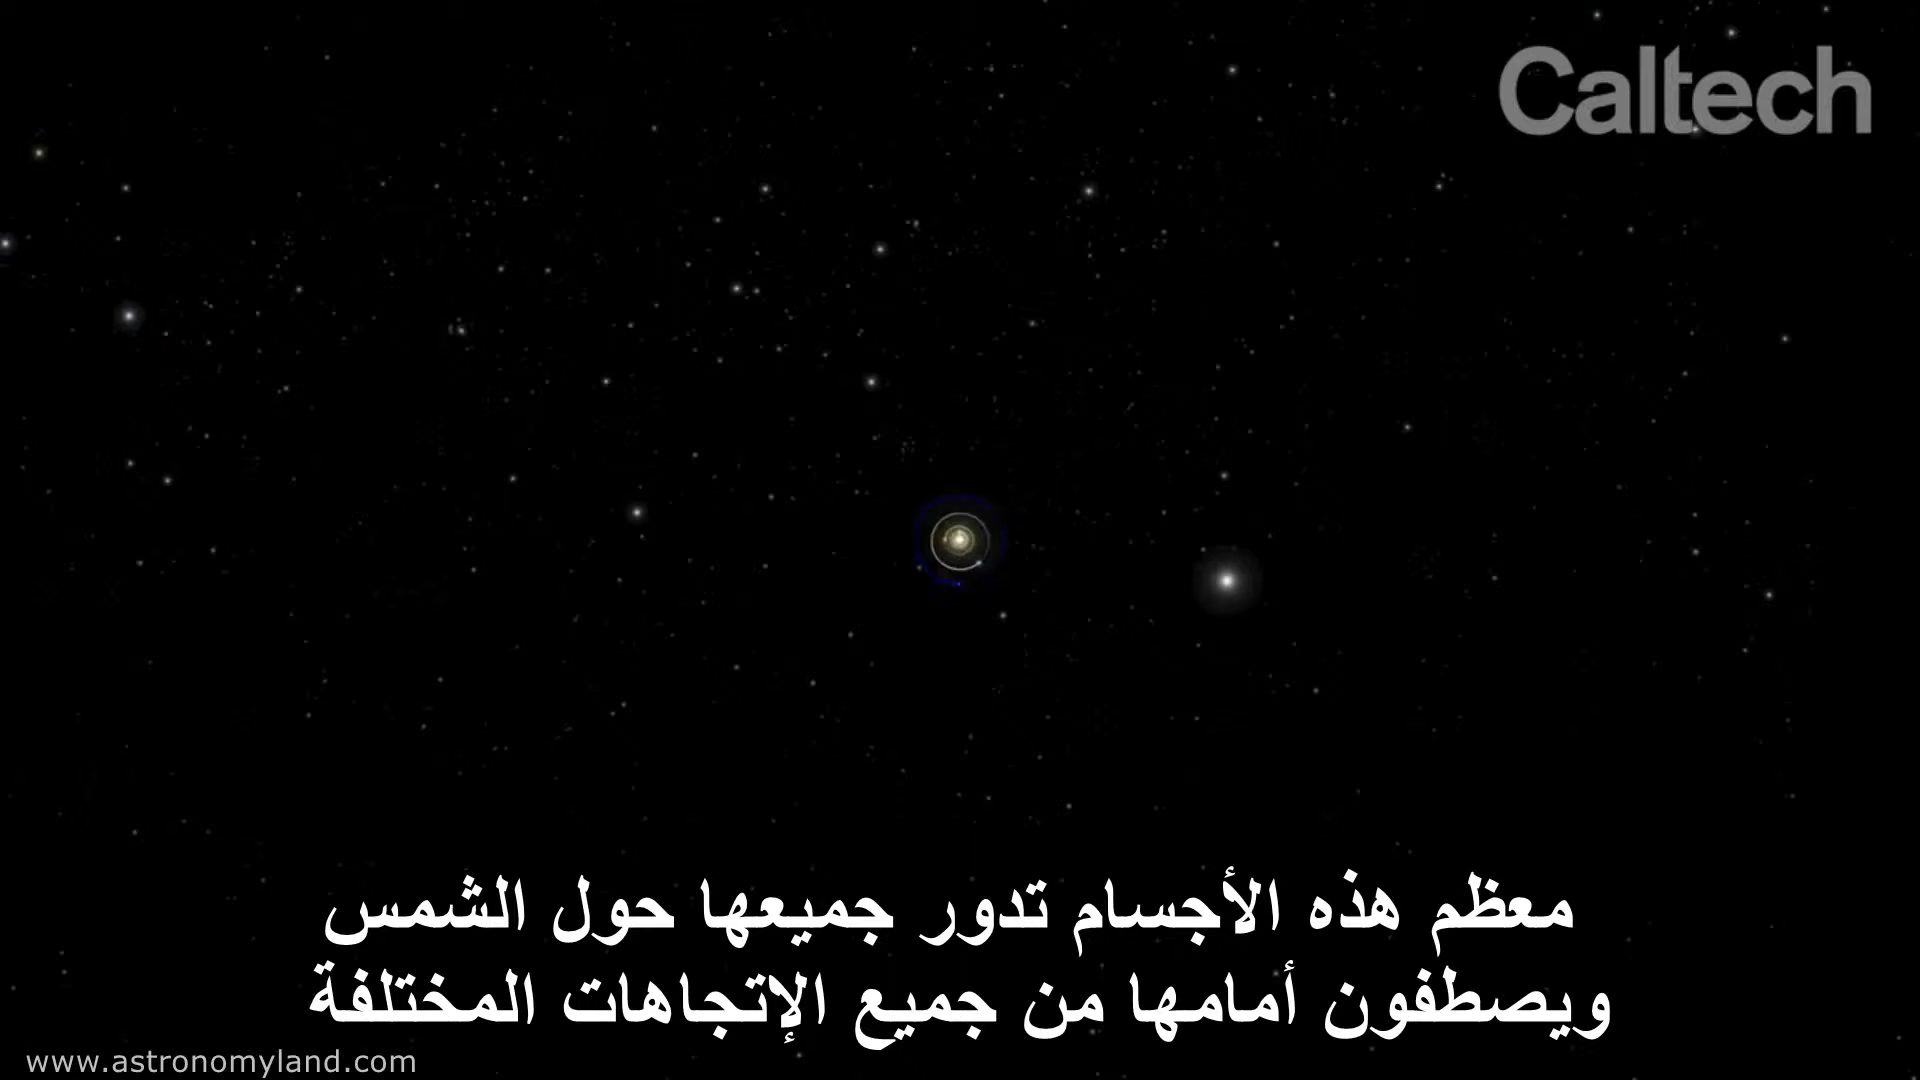 Caltech
معظم هذه الأجسام تدور جميعها حول الشمس
ويصطفون أمامها من جميع الإتجاهات المختلفة
www.astronomyland.com